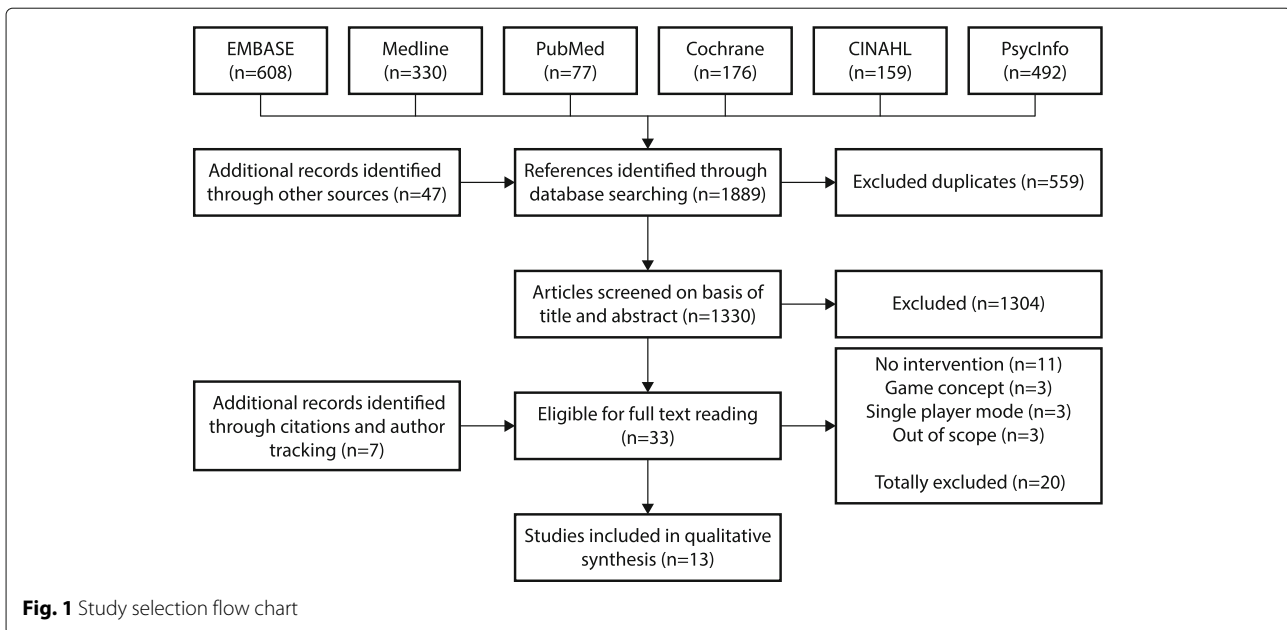 EMBASE
(n=608)
Medline
(n=330)
PubMed
(n=77)
Cochrane
(n=176)
CINAHL
(n=159)
PsycInfo
(n=492)
Additional records identified
through other sources (n=47)
References identified through
database searching (n=1889)
Excluded duplicates (n=559)
Articles screened on basis of
title and abstract (n=1330)
Excluded (n=1304)
Additional records identified
through citations and author
tracking (n=7)
Eligible for full text reading
(n=33)
No intervention (n=11)
Game concept (n=3)
Single player mode (n=3)
Out of scope (n=3)
Totally excluded (n=20)
Studies included in qualitative
synthesis (n=13)
Fig. 1 Study selection flow chart